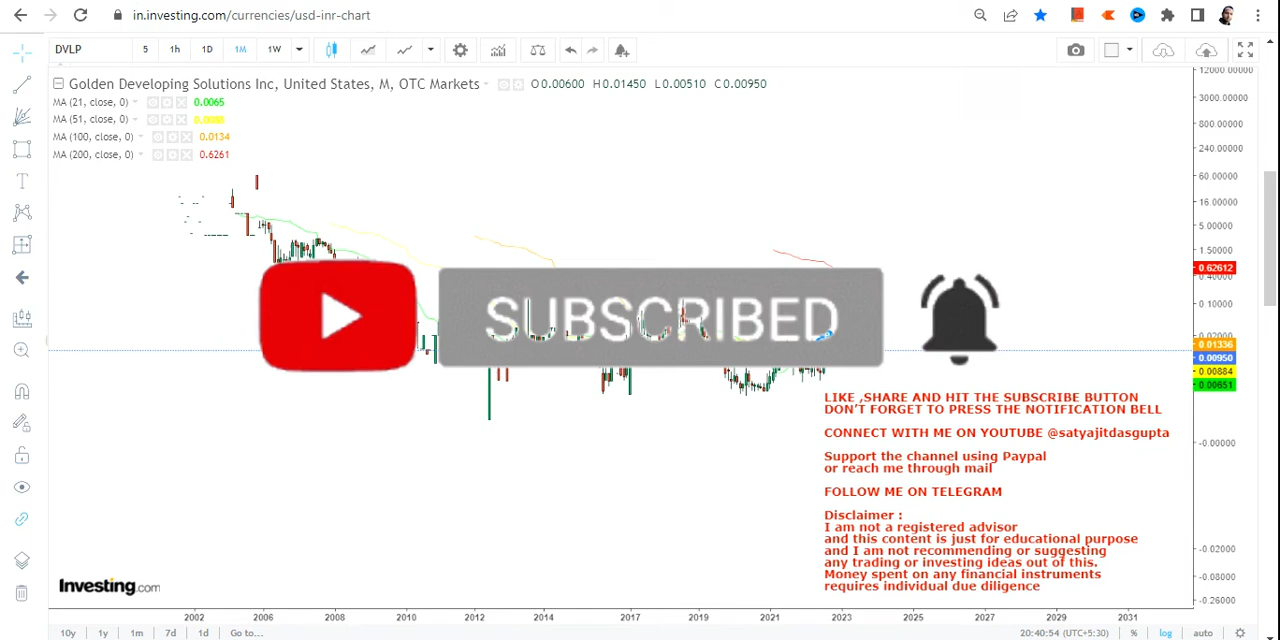 in.investing.com/currencies/usd-inr-chart
DVLP 5 1h 1D 1M 1W
Golden Developing Solutions Inc, United States, M, OTC Markets O0.00600 H0.01450 L0.00510 C0.00950
MA (21, close, 0) 0.0065
MA (51, close, 0) 0.0088
MA (100, close, 0) 0.0134
MA (200, close, 0) 0.6261
12000.00000
3000.00000
800.00000
240.00000
60.00000
16.00000
5.00000
1.50000
0.62612
0.40000
0.10000
0.02000
0.01336
0.00950
0.00884
0.00651
-0.00000
-0.02000
-0.08000
-0.26000
SUBSCRIBED
LIKE ,SHARE AND HIT THE SUBSCRIBE BUTTON
DON'T FORGET TO PRESS THE NOTIFICATION BELL
CONNECT WITH ME ON YOUTUBE @satyajitdasgupta
Support the channel using Paypal
or reach me through mail
FOLLOW ME ON TELEGRAM
Disclaimer :
I am not a registered advisor
and this content is just for educational purpose
and I am not recommending or suggesting
any trading or investing ideas out of this.
Money spent on any financial instruments
requires individual due diligence
Investing.com
2002 2006 2008 2010 2012 2014 2017 2019 2021 2023 2025 2027 2029 2031
10y 1y 1m 7d 1d Go to... 20:40:54 (UTC+5:30) % log auto